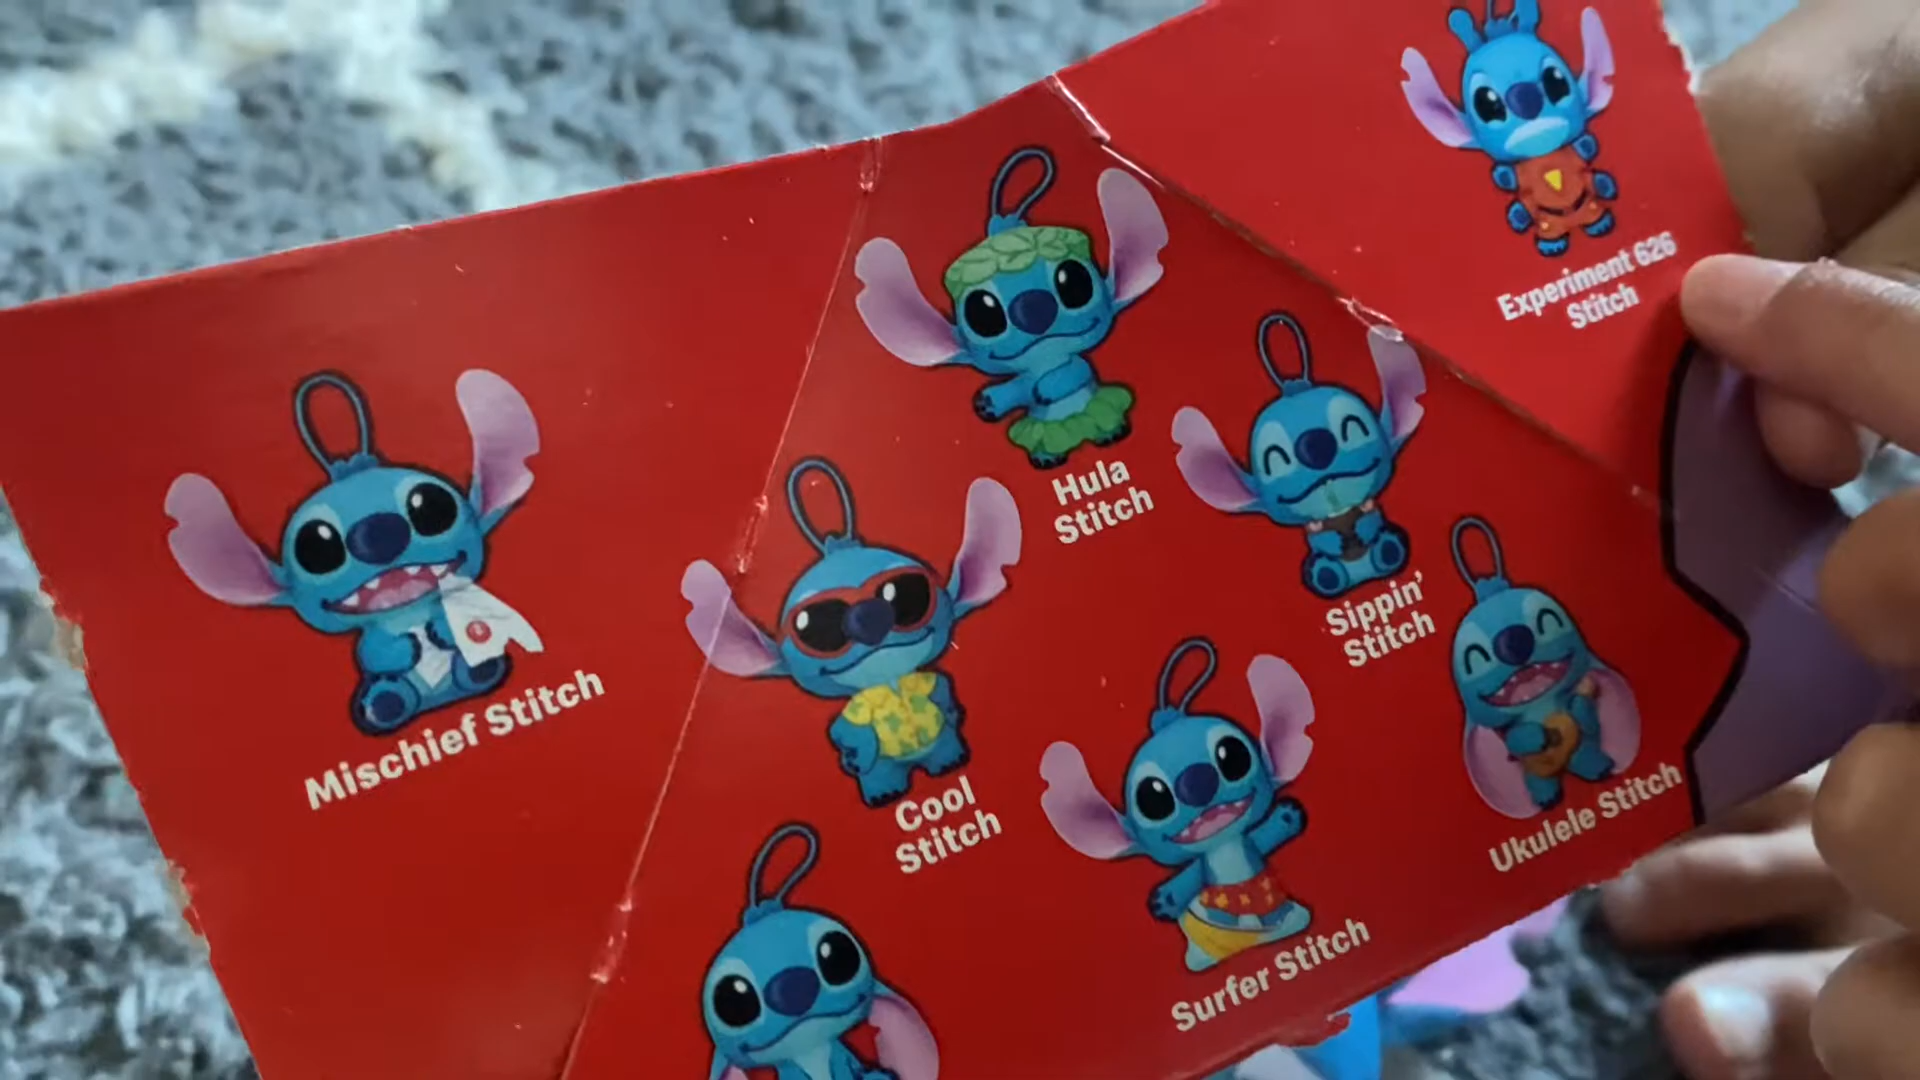 Experiment 626
Stitch
Hula
Stitch
Sippin'
Stitch
Mischief Stitch
Cool
Stitch
Ukulele Stitch
Surfer Stitch